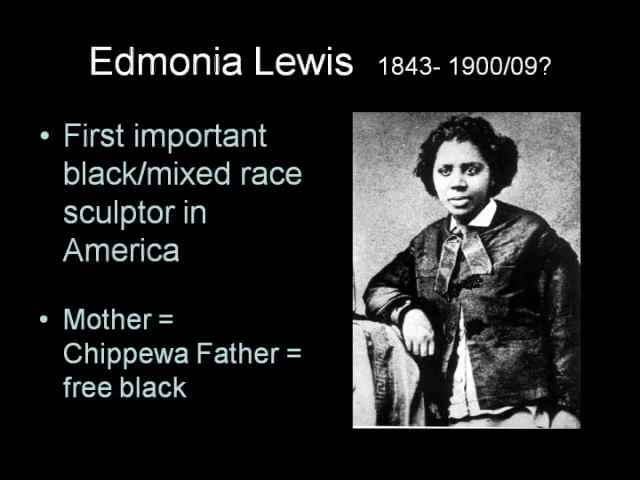 Edmonia Lewis 1843- 1900/09?
• First important
black/mixed race
sculptor in
America
• Mother =
Chippewa Father =
free black